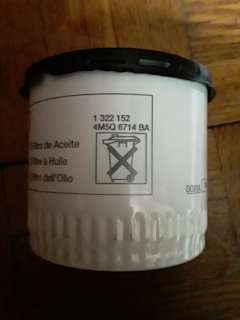 1 322 152
4M5Q 6714 BA
Filtro de Aceite
Filtre à Huile
Filtro dell'Olio